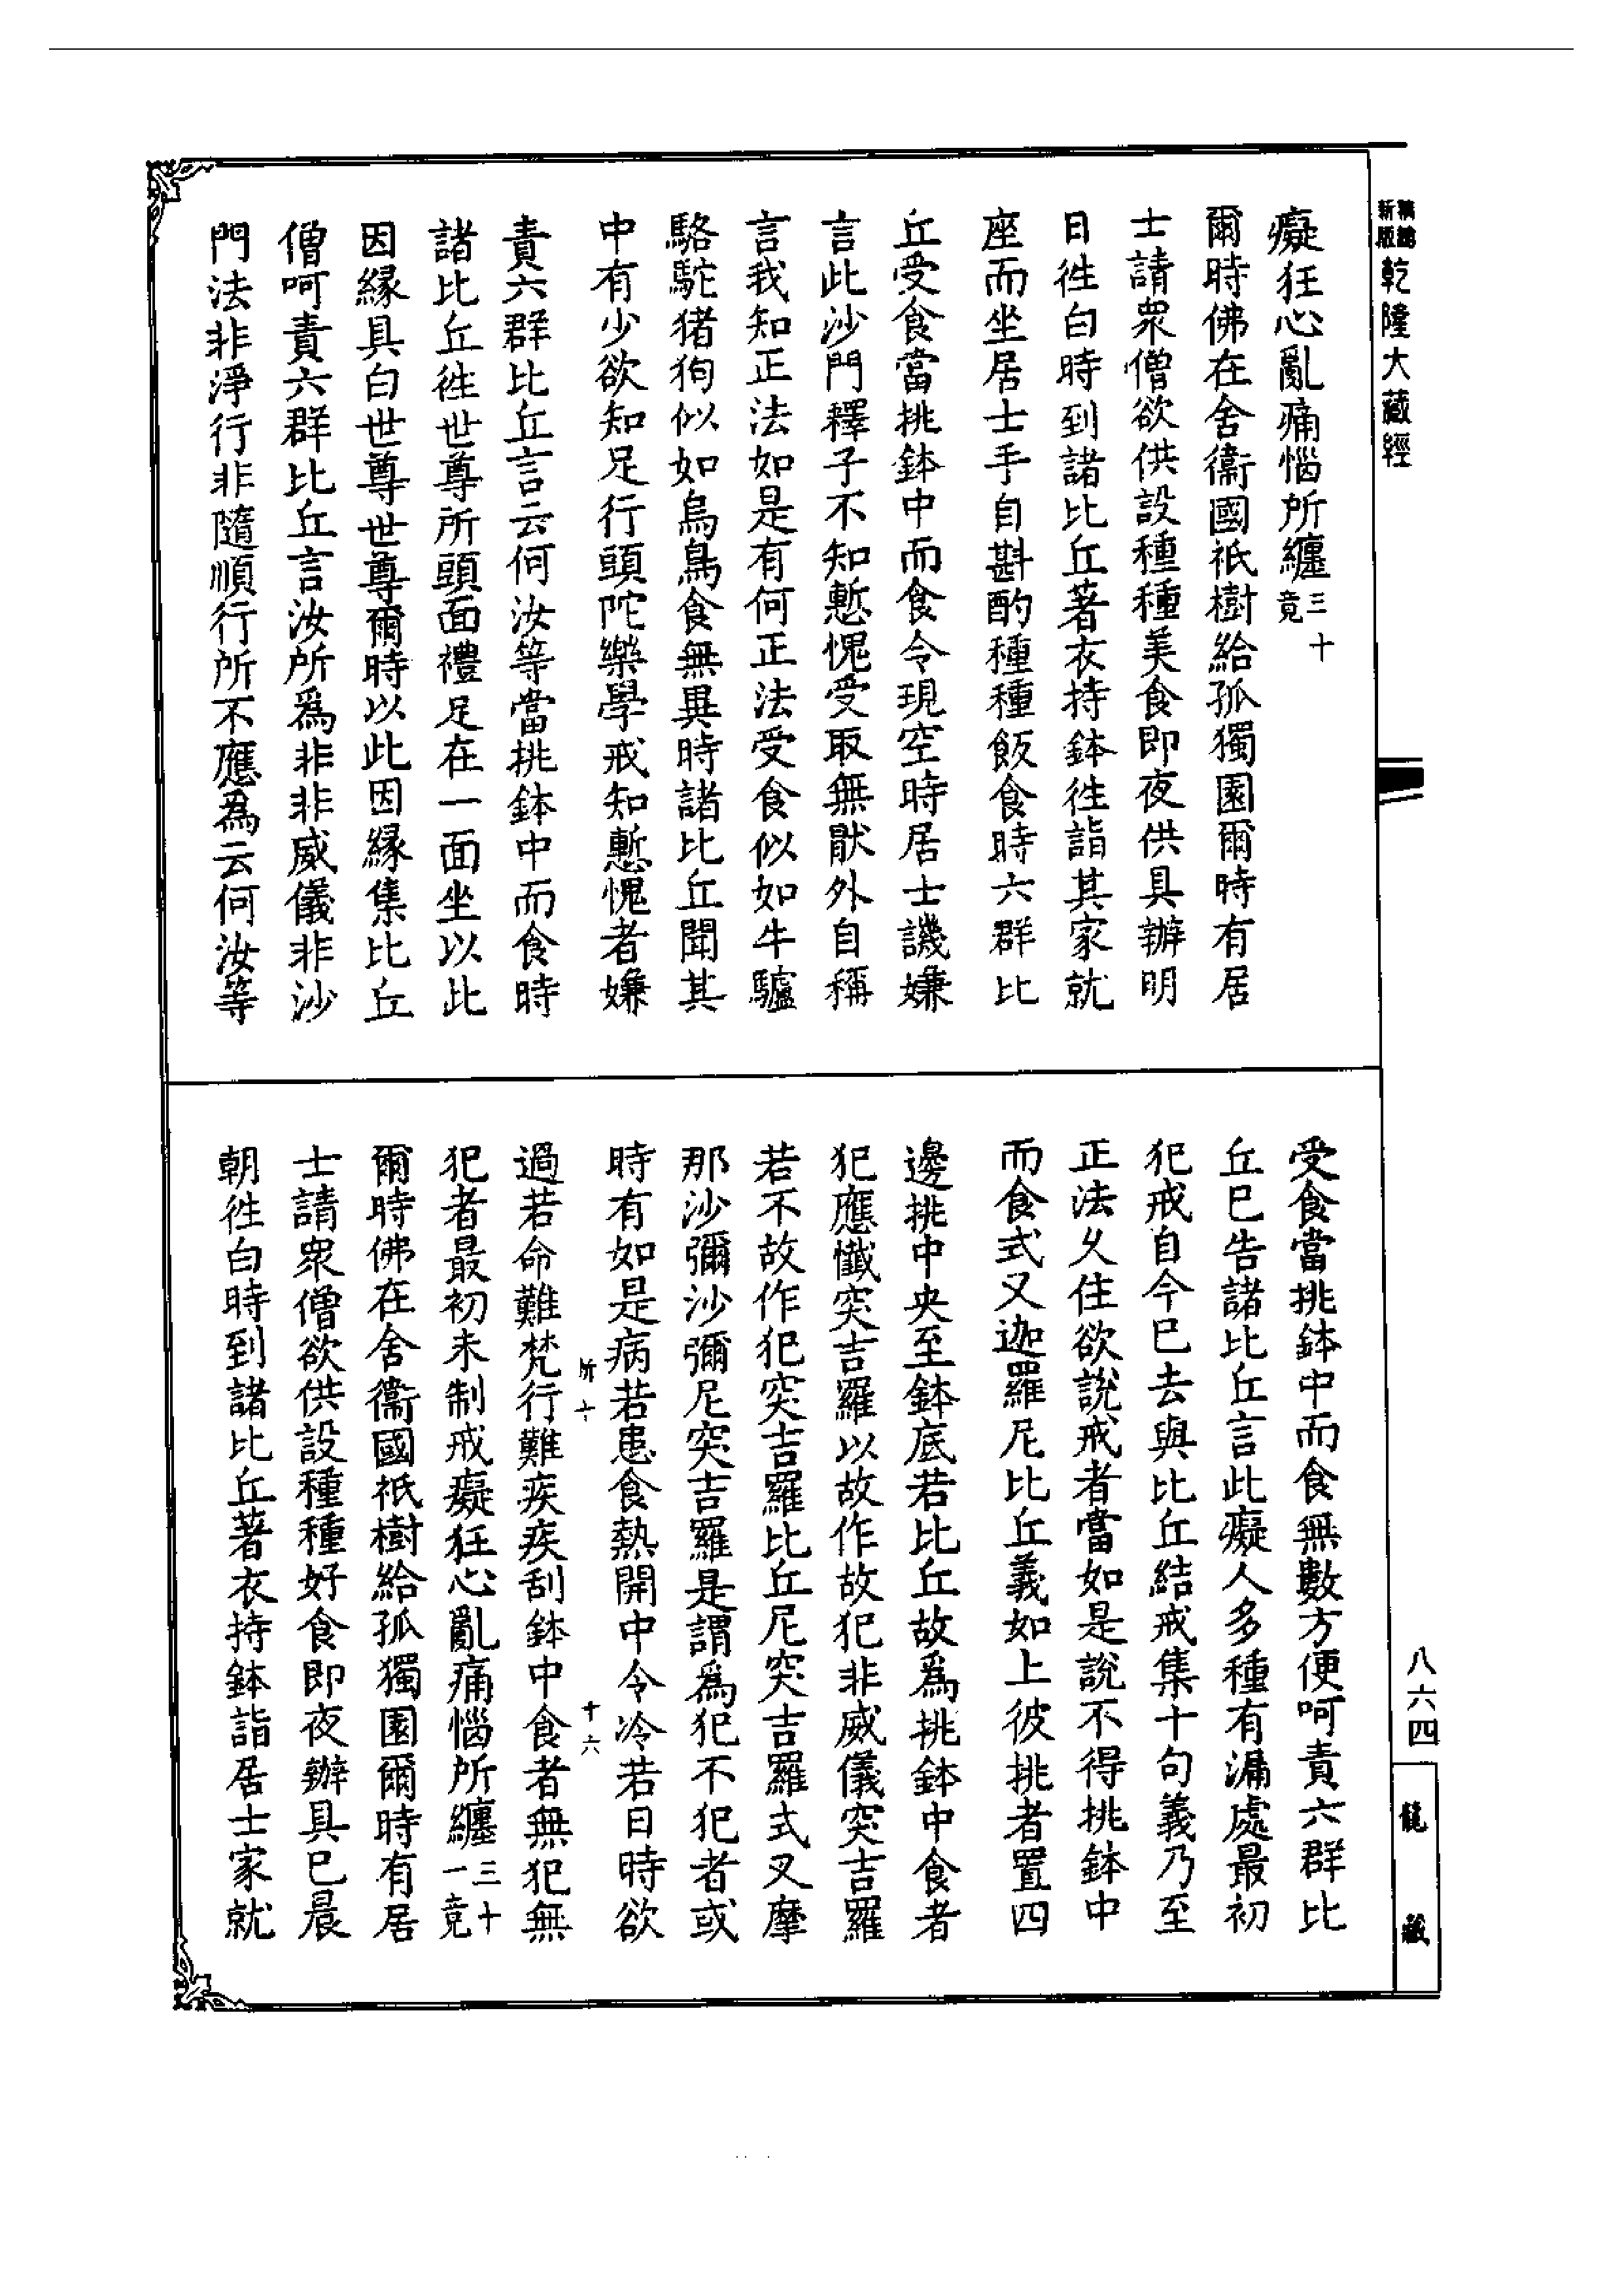 新版
乾隆大藏經
癡狂心亂痛惱所纏三十竟
爾時佛在舍衞國祇樹給孤獨園爾時有居
士請衆僧欲供設種種美食即夜供具辦明
日徃白時到諸比丘著衣持鉢徃詣其家就
座而坐居士手自斟酌種種飯食時六群比
丘受食當挑鉢中而食令現空時居士譏嫌
言此沙門釋子不知慙愧受取無猒外自稱
言我知正法如是有何正法受食似如牛驢
駱駝猪狗似如烏鳥食無異時諸比丘聞其
中有少欲知足行頭陀樂學戒知慙愧者嫌
責六群比丘言云何汝等當挑鉢中而食時
諸比丘徃世尊所頭面禮足在一面坐以此
因緣具白世尊世尊爾時以此因緣集比丘
僧呵責六群比丘言汝所爲非非威儀非沙
門法非淨行非隨順行所不應為云何汝等
受食當挑鉢中而食無數方便呵責六群比
丘巳告諸比丘言此癡人多種有漏處最初
犯戒自今巳去與比丘結戒集十句義乃至
正法久住欲說戒者當如是說不得挑鉢中
而食式叉迦羅尼比丘義如上彼挑者置四
邊挑中央至鉢底若比丘故爲挑鉢中食者
犯應懺突吉羅以故作故犯非威儀突吉羅
若不故作犯突吉羅比丘尼突吉羅式叉摩
那沙彌沙彌尼突吉羅是謂爲犯不犯者或
時有如是病若患食熱開中令冷若日時欲
所十
十六
過若命難梵行難疾疾刮鉢中食者無犯無
犯者最初未制戒癡狂心亂痛惱所纏三十一竟
爾時佛在舍衞國祇樹給孤獨園爾時有居
士請衆僧欲供設種種好食即夜辦具巳晨
朝徃白時到諸比丘著衣持鉢詣居士家就
八六四
龍藏